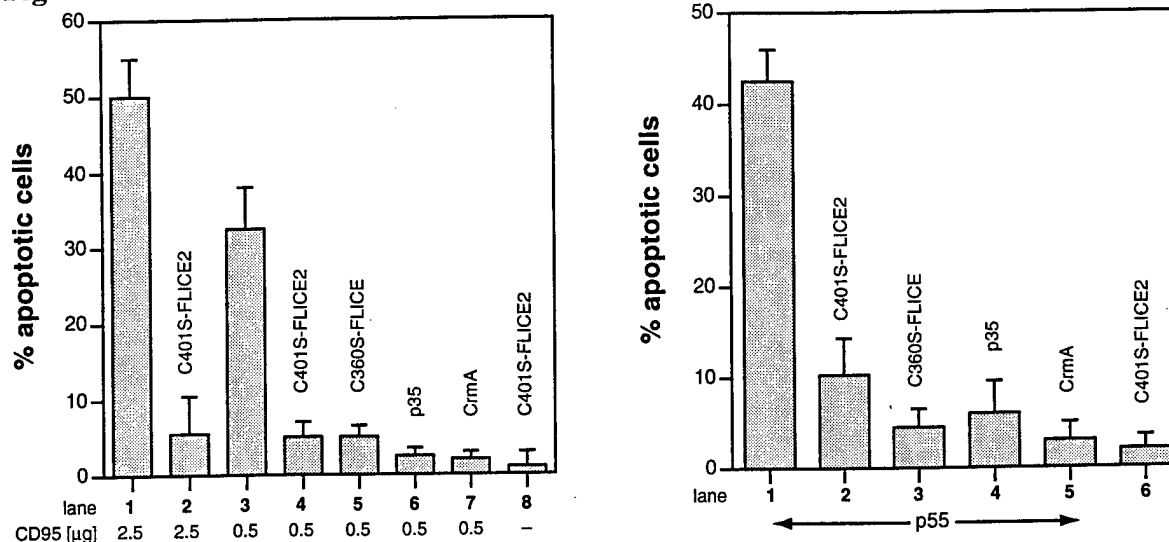 % apoptotic cells
60
50
40
30
20
10
0
C401S-FLICE2
C401S-FLICE2
C360S-FLICE
p35
CrmA
C401S-FLICE2
lane 1 2 3 4 5 6 7 8
CD95 [µg] 2.5 2.5 0.5 0.5 0.5 0.5 0.5 –
% apoptotic cells
50
40
30
20
10
0
C401S-FLICE2
C360S-FLICE
p35
CrmA
C401S-FLICE2
lane 1 2 3 4 5 6
p55